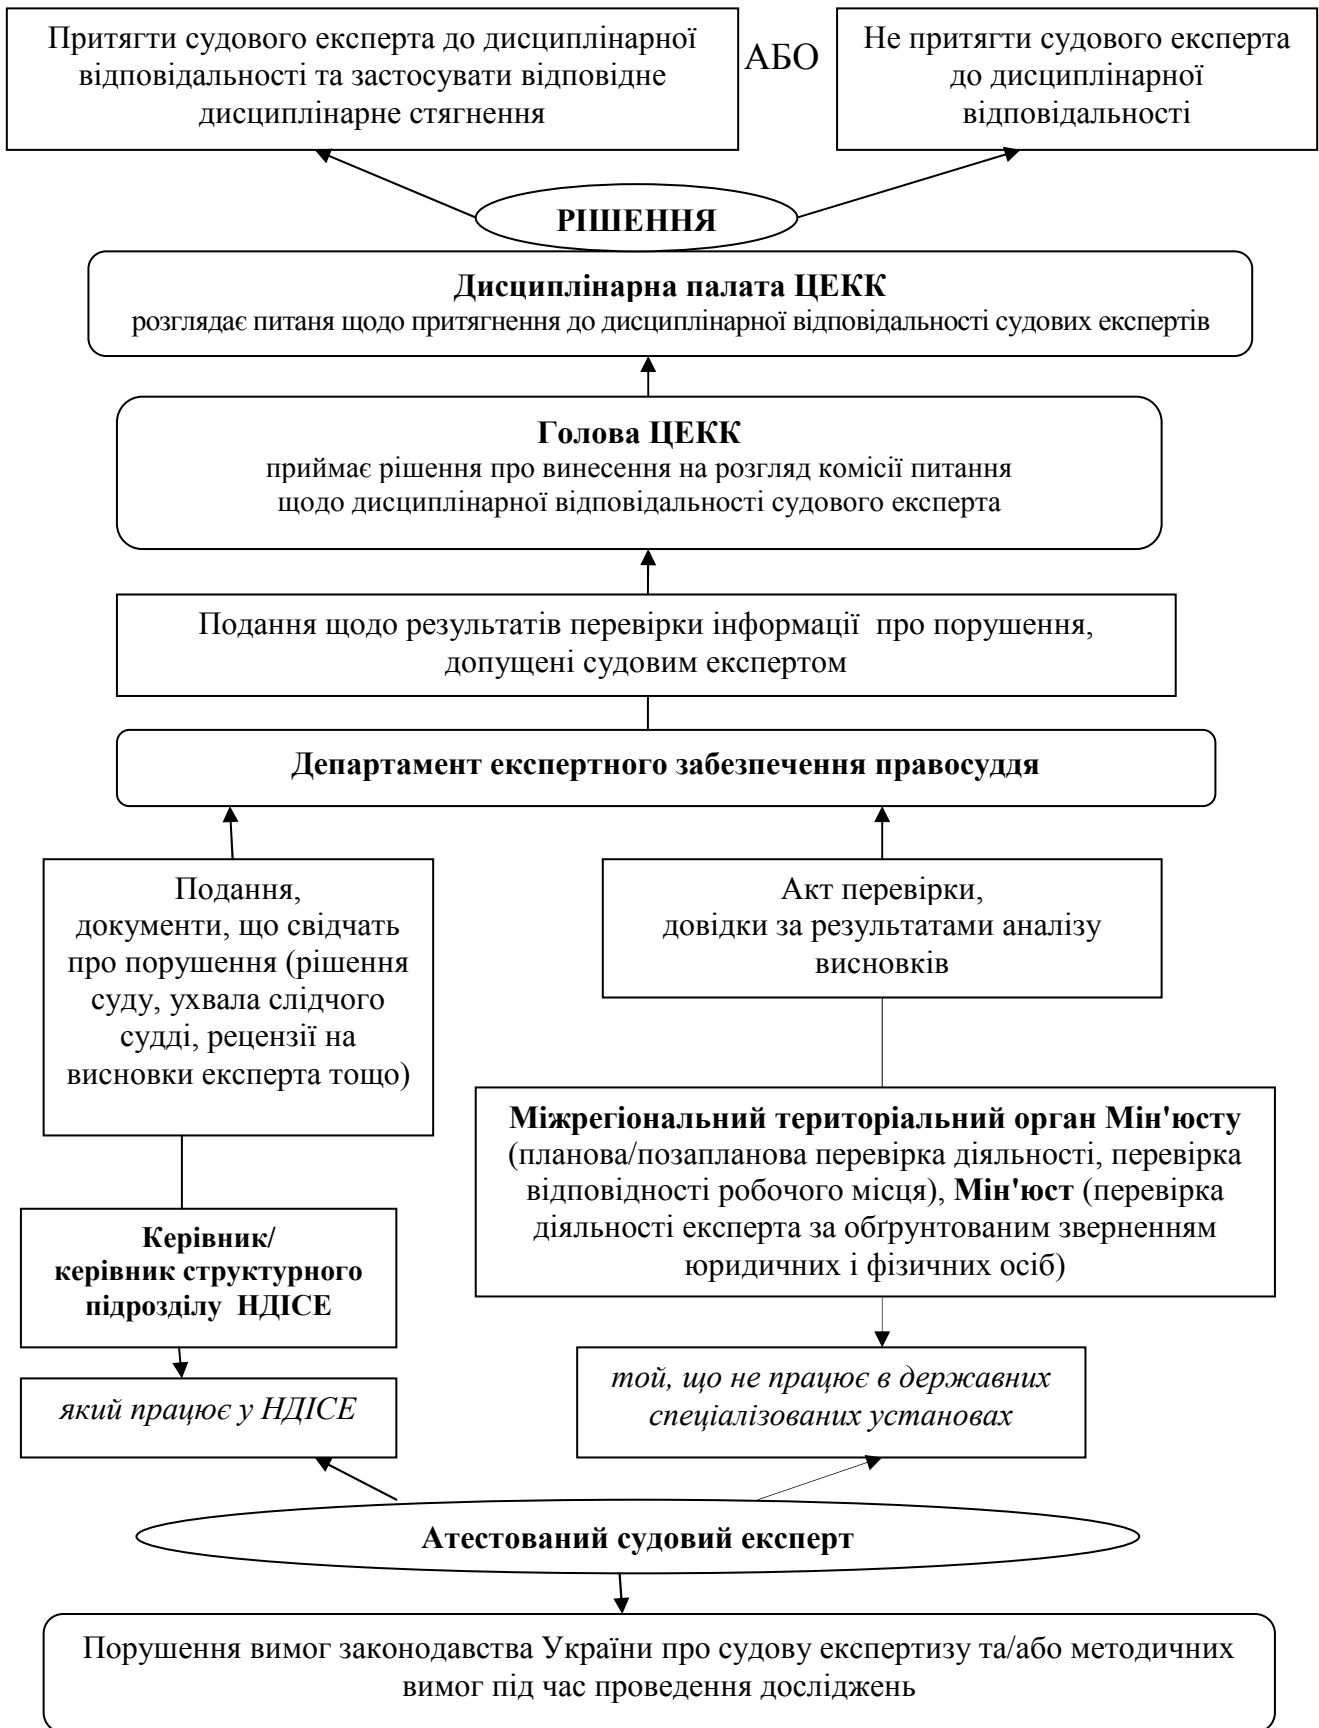 Притягти судового експерта до дисциплінарної
відповідальності та застосувати відповідне
дисциплінарне стягнення
АБО
Не притягти судового експерта
до дисциплінарної
відповідальності
РІШЕННЯ
Дисциплінарна палата ЦЕКК
розглядає питаня щодо притягнення до дисциплінарної відповідальності судових експертів
Голова ЦЕКК
приймає рішення про винесення на розгляд комісії питання
щодо дисциплінарної відповідальності судового експерта
Подання щодо результатів перевірки інформації про порушення,
допущені судовим експертом
Департамент експертного забезпечення правосуддя
Подання,
документи, що свідчать
про порушення (рішення
суду, ухвала слідчого
судді, рецензії на
висновки експерта тощо)
Акт перевірки,
довідки за результатами аналізу
висновків
Міжрегіональний територіальний орган Мін'юсту
(планова/позапланова перевірка діяльності, перевірка
відповідності робочого місця), Мін'юст (перевірка
діяльності експерта за обґрунтованим зверненням
юридичних і фізичних осіб)
Керівник/
керівник структурного
підрозділу НДІСЕ
який працює у НДІСЕ
той, що не працює в державних
спеціалізованих установах
Атестований судовий експерт
Порушення вимог законодавства України про судову експертизу та/або методичних
вимог під час проведення досліджень